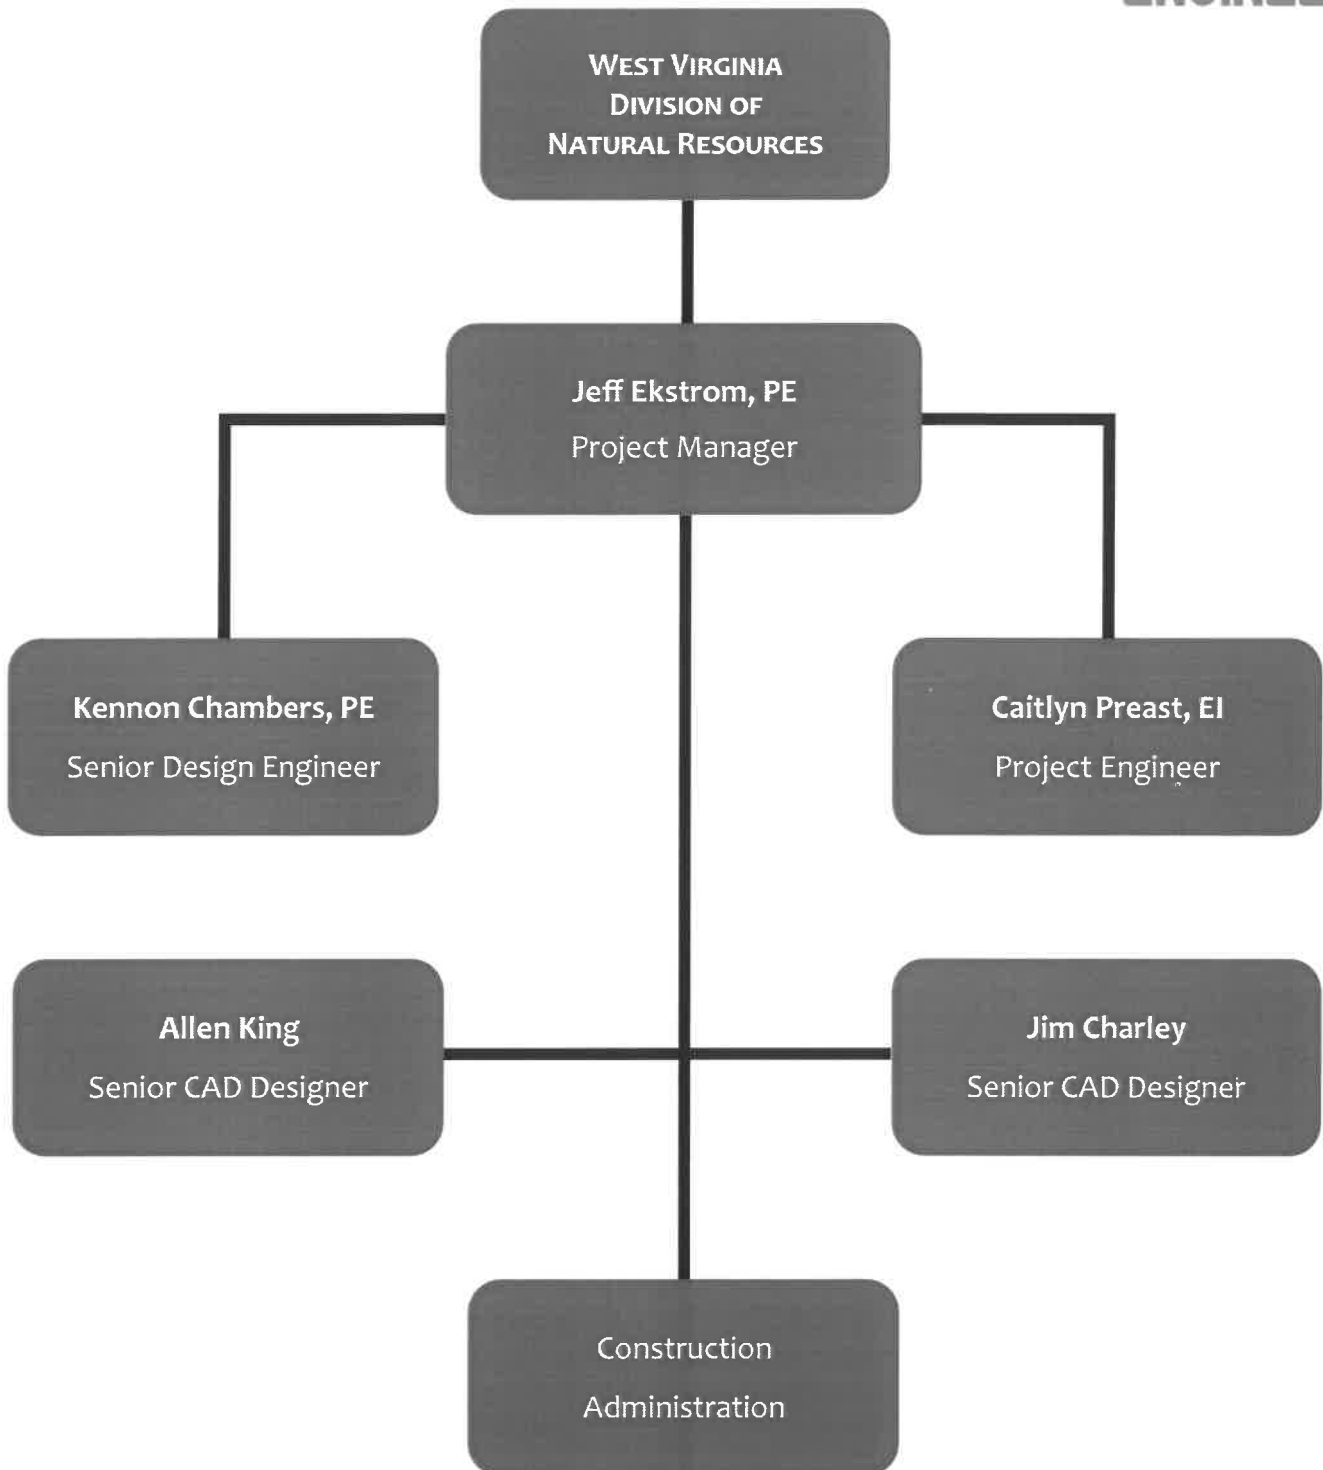 WEST VIRGINIA
DIVISION OF
NATURAL RESOURCES
Jeff Ekstrom, PE
Project Manager
Kennon Chambers, PE
Senior Design Engineer
Caitlyn Preast, EI
Project Engineer
Allen King
Senior CAD Designer
Jim Charley
Senior CAD Designer
Construction
Administration